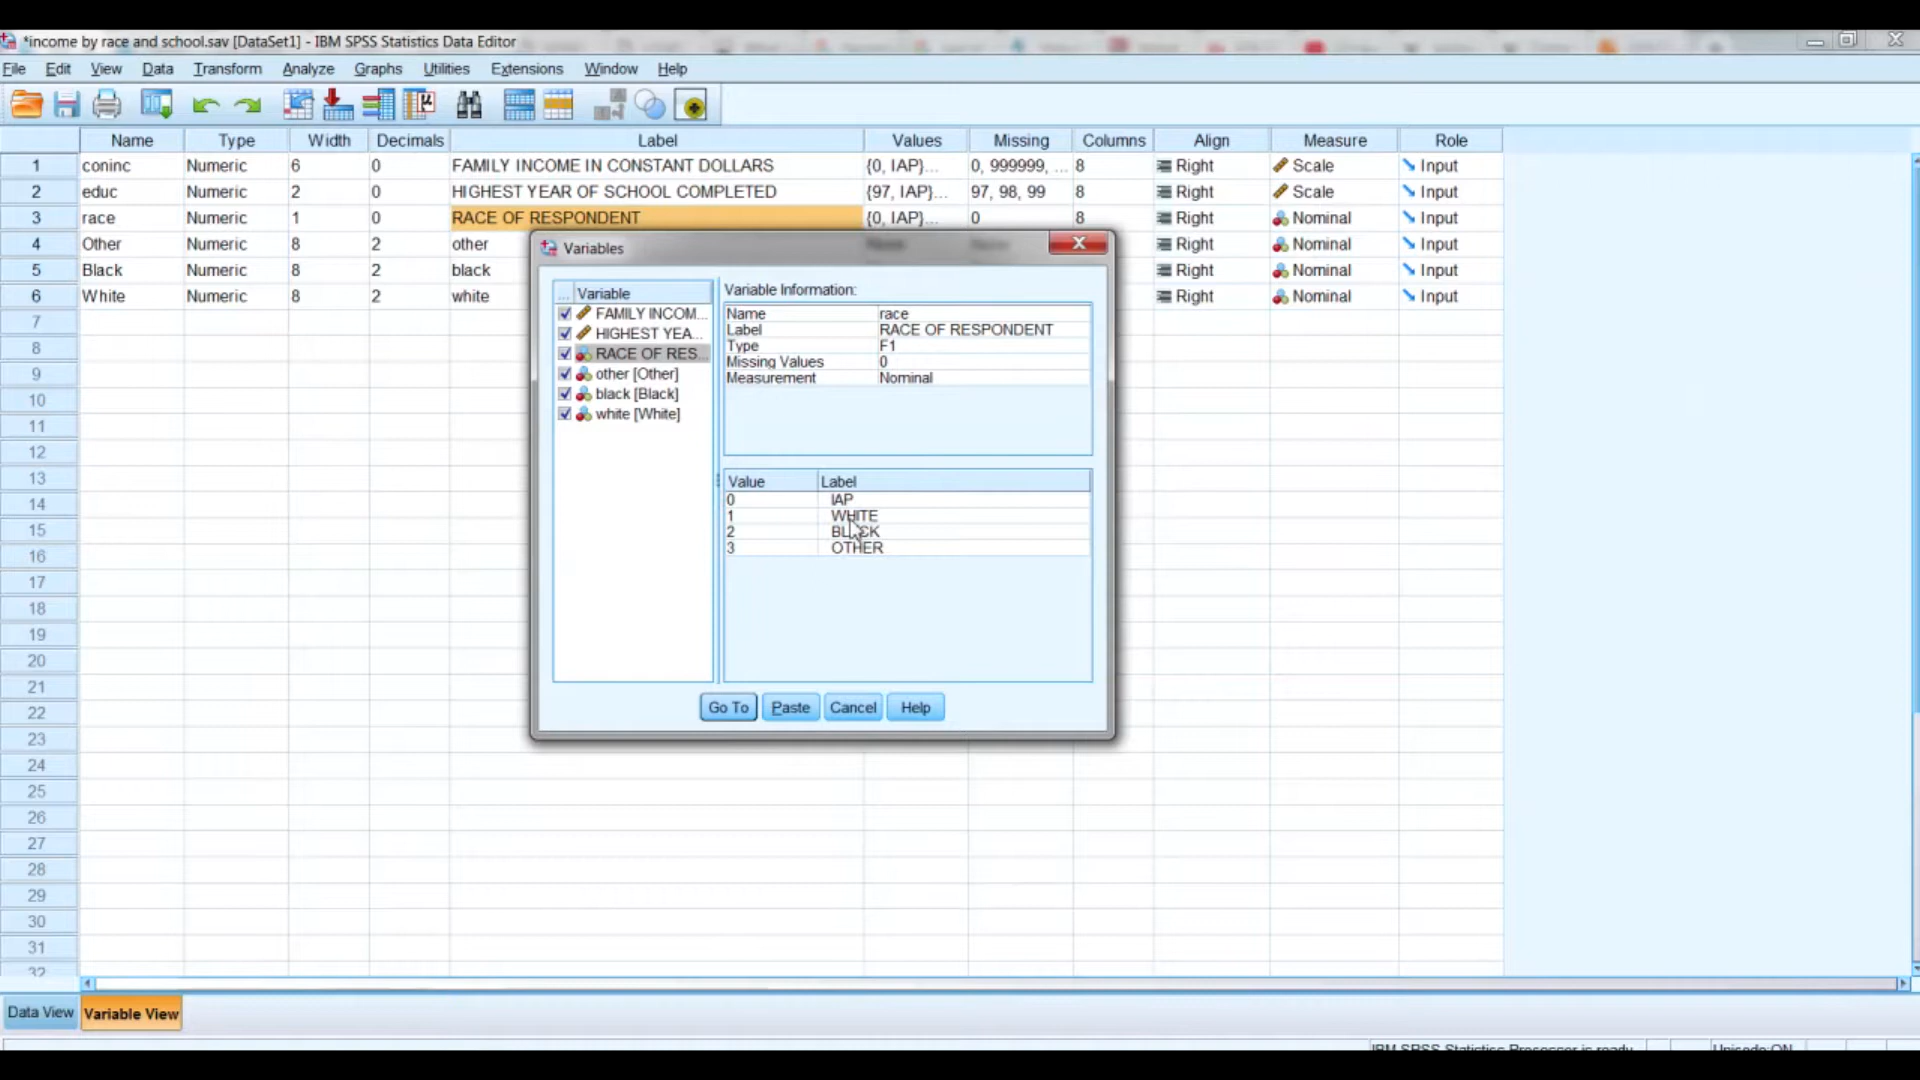 *income by race and school.sav [DataSet1] - IBM SPSS Statistics Data Editor
File Edit View Data Transform Analyze Graphs Utilities Extensions Window Help
Name Type Width Decimals Label Values Missing Columns Align Measure Role
1 coninc Numeric 6 0 FAMILY INCOME IN CONSTANT DOLLARS {0, IAP}... 0, 999999, ... 8 Right Scale Input
2 educ Numeric 2 0 HIGHEST YEAR OF SCHOOL COMPLETED {97, IAP}... 97, 98, 99 8 Right Scale Input
3 race Numeric 1 0 RACE OF RESPONDENT {0, IAP}... 0 8 Right Nominal Input
4 Other Numeric 8 2 other Right Nominal Input
5 Black Numeric 8 2 black Right Nominal Input
6 White Numeric 8 2 white Right Nominal Input
7
8
9
10
11
12
13
14
15
16
17
18
19
20
21
22
23
24
25
26
27
28
29
30
31
32
Variables
... Variable
FAMILY INCOM...
HIGHEST YEA...
RACE OF RES...
other [Other]
black [Black]
white [White]
Variable Information:
Name race
Label RACE OF RESPONDENT
Type F1
Missing Values 0
Measurement Nominal
Value Label
0 IAP
1 WHITE
2 BLACK
3 OTHER
Go To Paste Cancel Help
Data View Variable View
IBM SPSS Statistics Processor is ready Unicode:ON